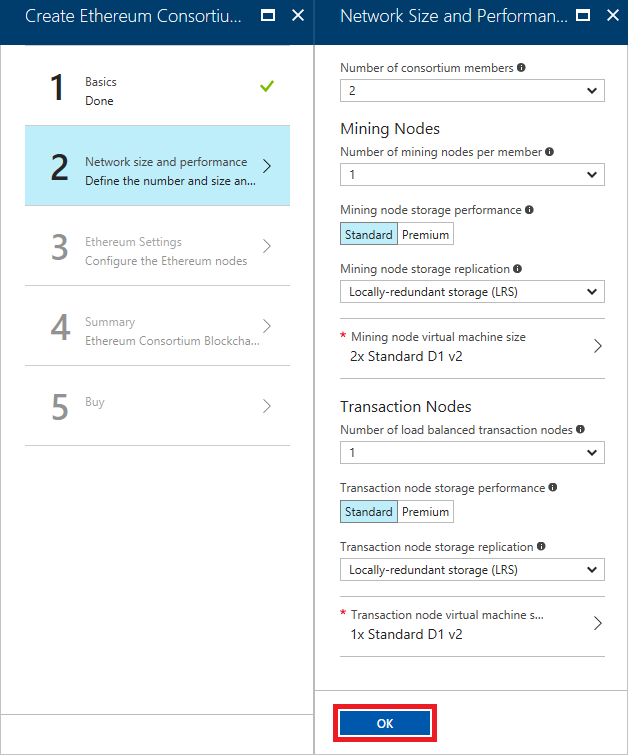 Create Ethereum Consortiu...
1
Basics
Done
2
Network size and performance
Define the number and size an...
3
Ethereum Settings
Configure the Ethereum nodes
4
Summary
Ethereum Consortium Blockcha...
5
Buy
Network Size and Performan...
Number of consortium members
2
Mining Nodes
Number of mining nodes per member
1
Mining node storage performance
Standard Premium
Mining node storage replication
Locally-redundant storage (LRS)
* Mining node virtual machine size
2x Standard D1 v2
Transaction Nodes
Number of load balanced transaction nodes
1
Transaction node storage performance
Standard Premium
Transaction node storage replication
Locally-redundant storage (LRS)
* Transaction node virtual machine s...
1x Standard D1 v2
OK